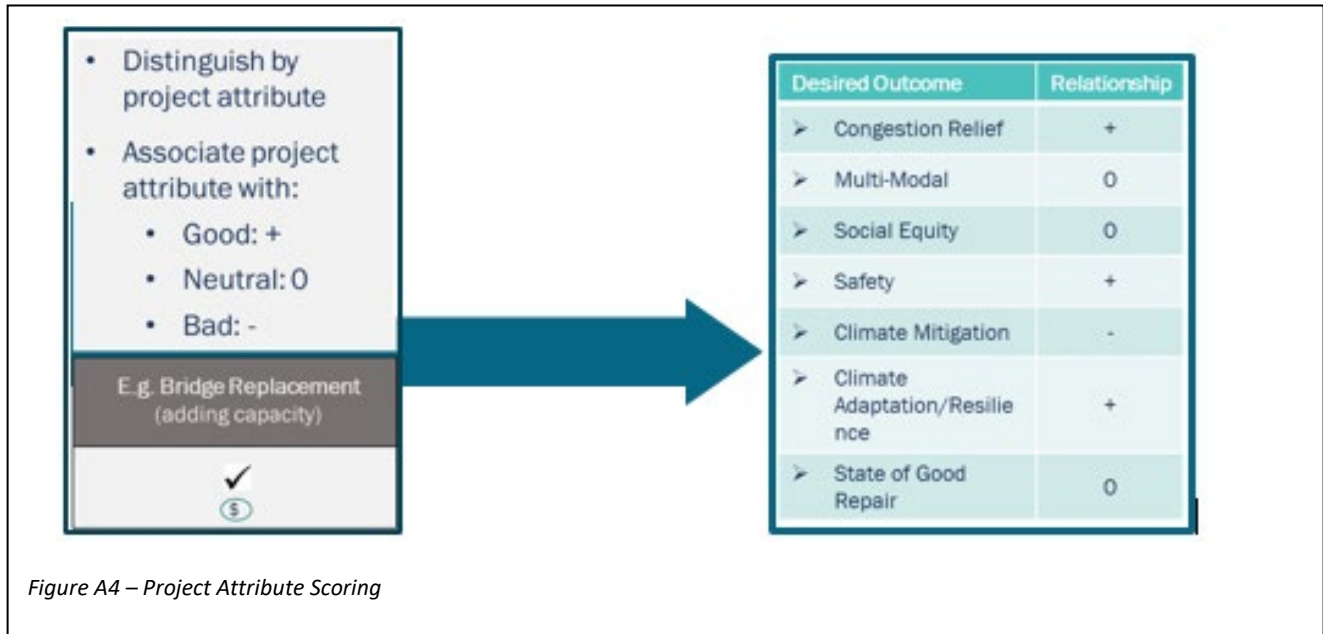 • Distinguish by
project attribute
• Associate project
attribute with:
• Good: +
• Neutral: 0
• Bad: -
E.g. Bridge Replacement
(adding capacity)
✓
$
Desired Outcome Relationship
➢ Congestion Relief +
➢ Multi-Modal 0
➢ Social Equity 0
➢ Safety +
➢ Climate Mitigation -
➢ Climate
Adaptation/Resilie +
nce
➢ State of Good
Repair 0
Figure A4 – Project Attribute Scoring